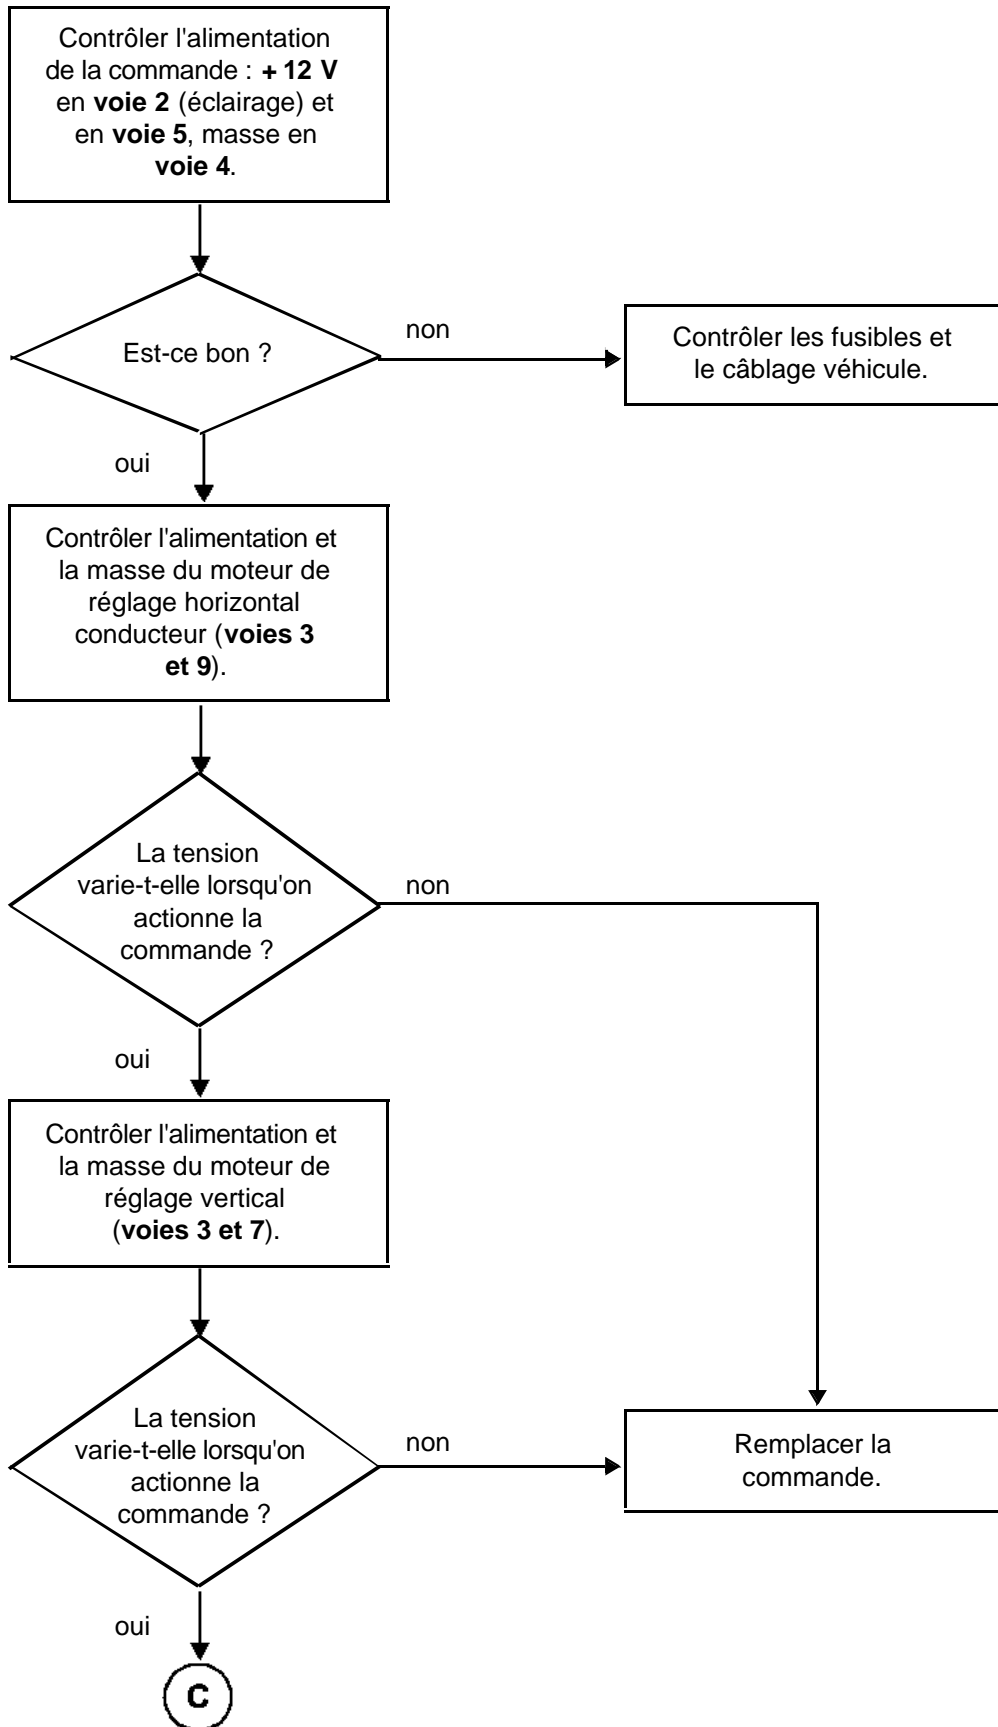 Contrôler l'alimentation
de la commande : + 12 V
en voie 2 (éclairage) et
en voie 5, masse en
voie 4.
Est-ce bon ?
non
Contrôler les fusibles et
le câblage véhicule.
oui
Contrôler l'alimentation et
la masse du moteur de
réglage horizontal
conducteur (voies 3
et 9).
La tension
varie-t-elle lorsqu'on
actionne la
commande ?
non
oui
Contrôler l'alimentation et
la masse du moteur de
réglage vertical
(voies 3 et 7).
La tension
varie-t-elle lorsqu'on
actionne la
commande ?
non
Remplacer la
commande.
oui
C